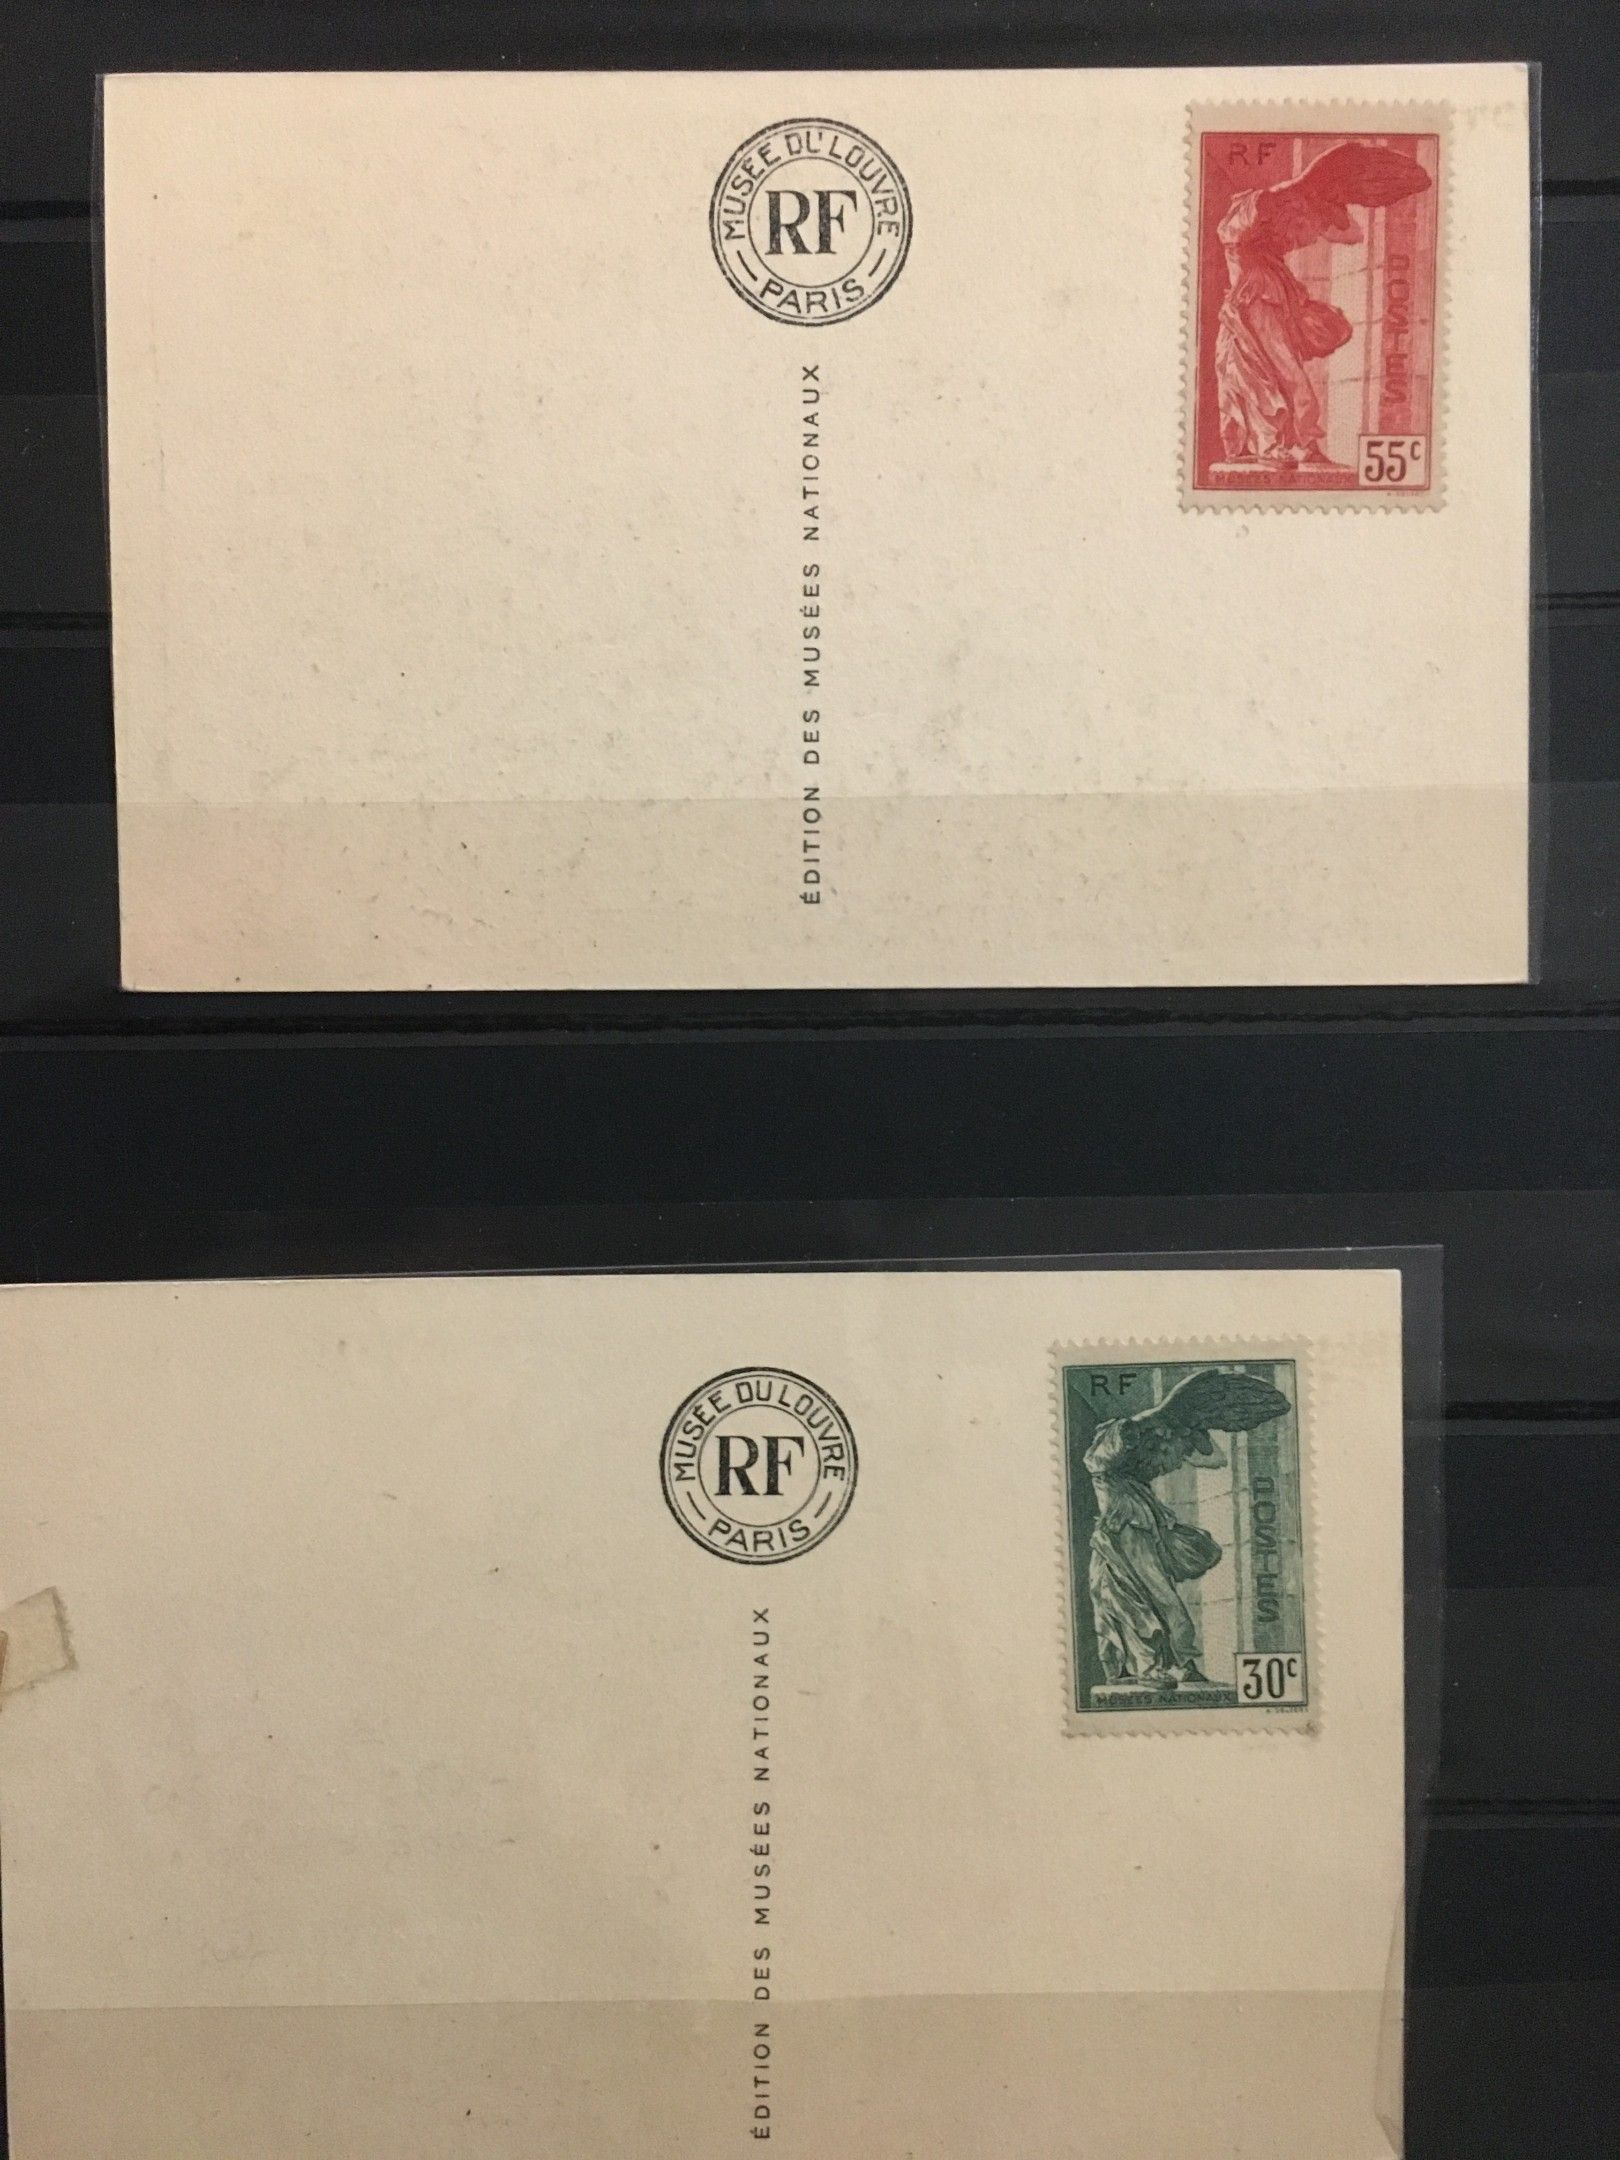 MUSÉE DU LOUVRE
RF
PARIS
ÉDITION DES MUSÉES NATIONAUX
RF
POSTES
55c
MUSÉES NATIONAUX
MUSÉE DU LOUVRE
RF
PARIS
ÉDITION DES MUSÉES NATIONAUX
RF
POSTES
30c
MUSÉES NATIONAUX